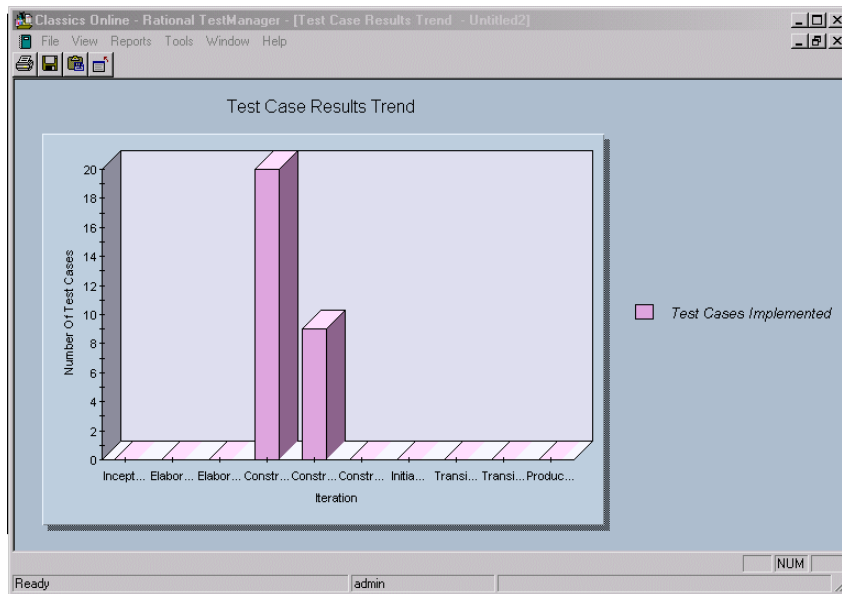 Classics Online - Rational TestManager - [Test Case Results Trend - Untitled2]
File View Reports Tools Window Help
Test Case Results Trend
20
18
16
14
12
10
8
6
4
2
0
Number Of Test Cases
Incept... Elabor... Elabor... Constr... Constr... Constr... Initia... Transi... Transi... Produc...
Iteration
Test Cases Implemented
NUM
Ready admin